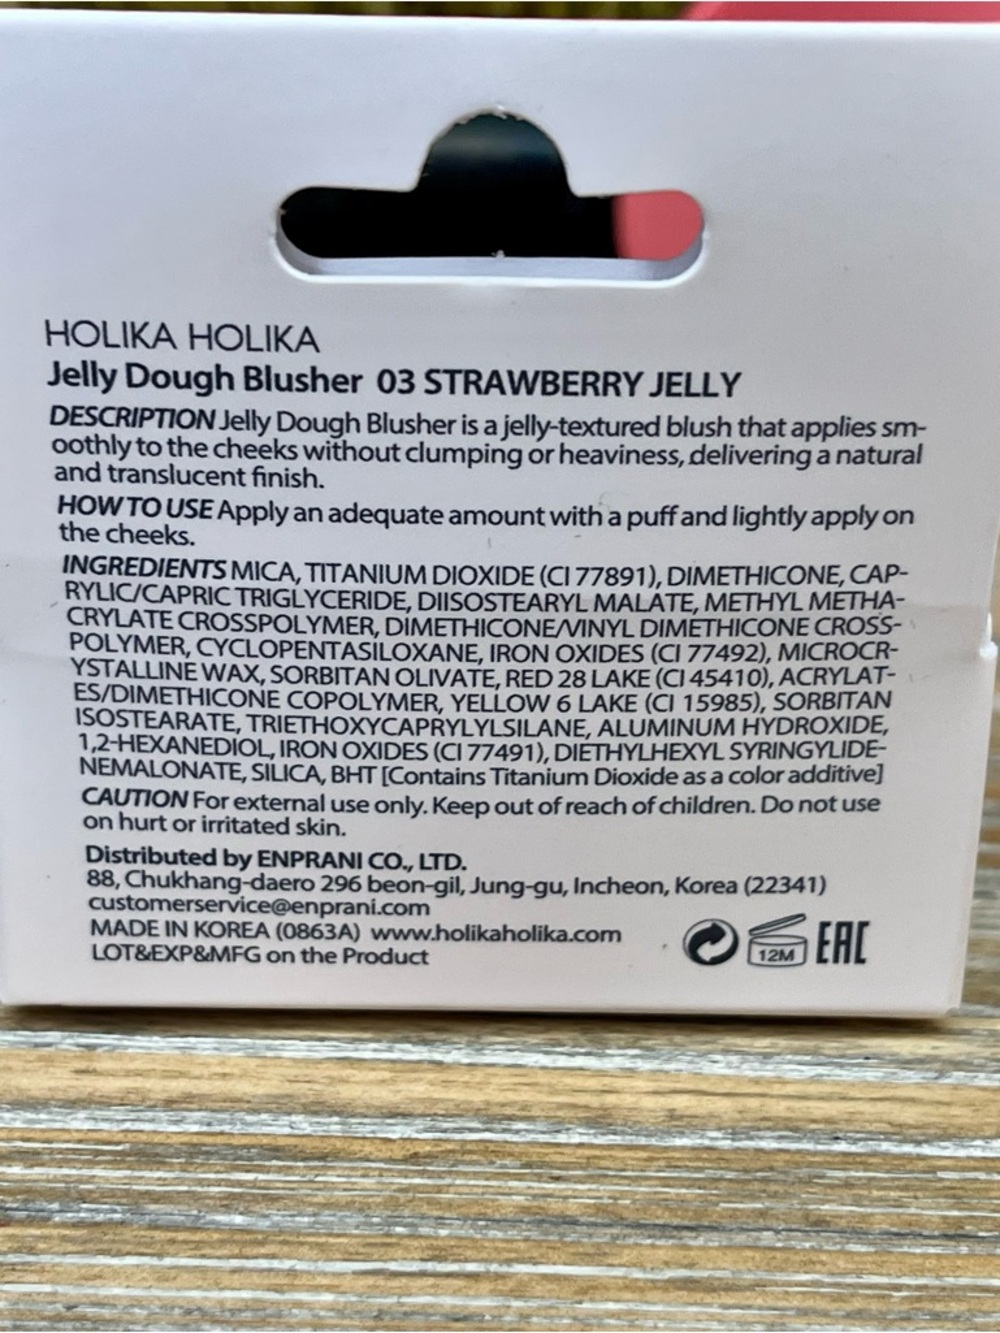 HOLIKA HOLIKA
Jelly Dough Blusher 03 STRAWBERRY JELLY
DESCRIPTION Jelly Dough Blusher is a jelly-textured blush that applies sm-
oothly to the cheeks without clumping or heaviness, delivering a natural
and translucent finish.
HOW TO USE Apply an adequate amount with a puff and lightly apply on
the cheeks.
INGREDIENTS MICA, TITANIUM DIOXIDE (CI 77891), DIMETHICONE, CAP-
RYLIC/CAPRIC TRIGLYCERIDE, DIISOSTEARYL MALATE, METHYL METHA-
CRYLATE CROSSPOLYMER, DIMETHICONE/VINYL DIMETHICONE CROSS-
POLYMER, CYCLOPENTASILOXANE, IRON OXIDES (CI 77492), MICROCR-
YSTALLINE WAX, SORBITAN OLIVATE, RED 28 LAKE (CI 45410), ACRYLAT-
ES/DIMETHICONE COPOLYMER, YELLOW 6 LAKE (CI 15985), SORBITAN
ISOSTEARATE, TRIETHOXYCAPRYLYLSILANE, ALUMINUM HYDROXIDE,
1,2-HEXANEDIOL, IRON OXIDES (CI 77491), DIETHYLHEXYL SYRINGYLIDE-
NEMALONATE, SILICA, BHT [Contains Titanium Dioxide as a color additive]
CAUTION For external use only. Keep out of reach of children. Do not use
on hurt or irritated skin.
Distributed by ENPRANI CO., LTD.
88, Chukhang-daero 296 beon-gil, Jung-gu, Incheon, Korea (22341)
customerservice@enprani.com
MADE IN KOREA (0863A) www.holikaholika.com
LOT&EXP&MFG on the Product
12M EAC